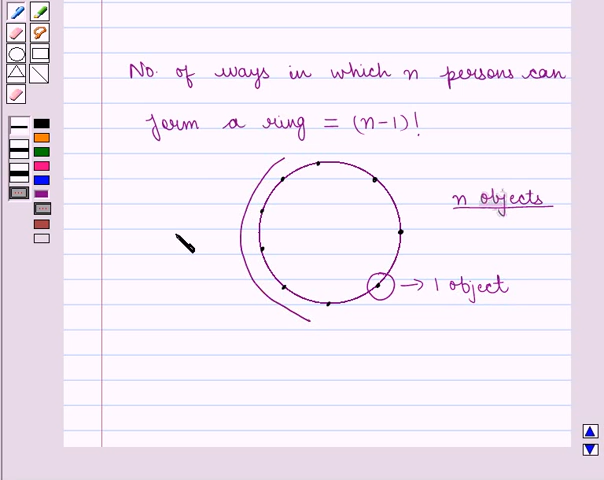 No. of ways in which n persons can
form a ring = (n-1)!
n objects
→ 1 object